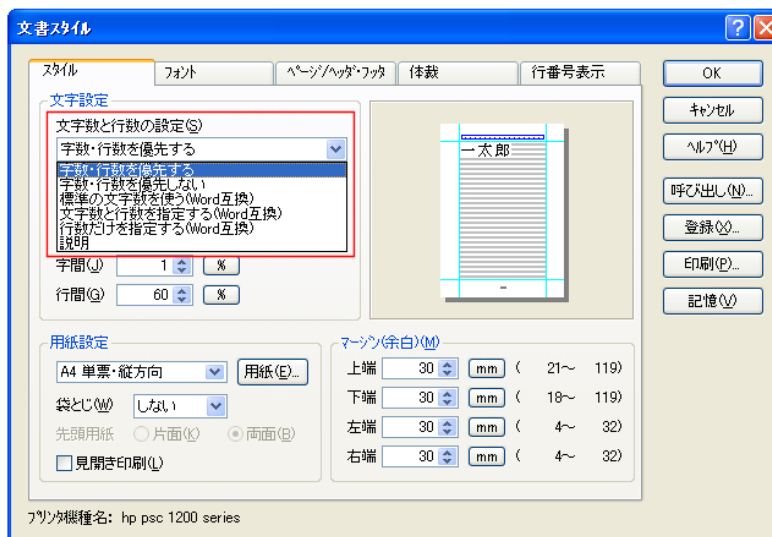 文書スタイル
スタイル フォント ページ/ヘッダ・フッタ 体裁 行番号表示
文字設定
文字数と行数の設定(S)
字数・行数を優先する
字数・行数を優先する
字数・行数を優先しない
標準の文字数を使う(Word互換)
文字数と行数を指定する(Word互換)
行数だけを指定する(Word互換)
説明
字間(J) 1 %
行間(G) 60 %
一太郎
用紙設定
A4 単票・縦方向 用紙(E)...
袋とじ(W) しない
先頭用紙 片面(K) 両面(B)
見開き印刷(L)
マージン(余白)(M)
上端 30 mm ( 21～ 119)
下端 30 mm ( 18～ 119)
左端 30 mm ( 4～ 32)
右端 30 mm ( 4～ 32)
OK
キャンセル
ヘルプ(H)
呼び出し(N)...
登録(X)...
印刷(P)...
記憶(V)
プリンタ機種名: hp psc 1200 series